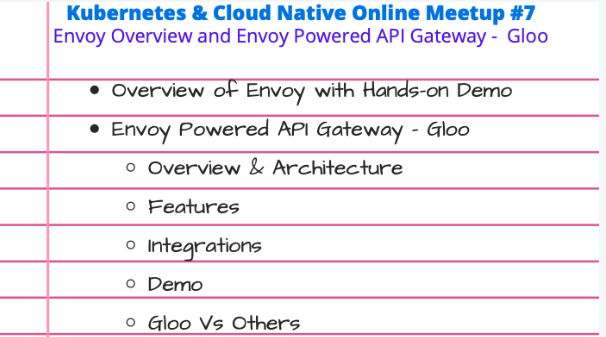 Kubernetes & Cloud Native Online Meetup #7
Envoy Overview and Envoy Powered API Gateway - Gloo
Overview of Envoy with Hands-on Demo
Envoy Powered API Gateway - Gloo
Overview & Architecture
Features
Integrations
Demo
Gloo Vs Others